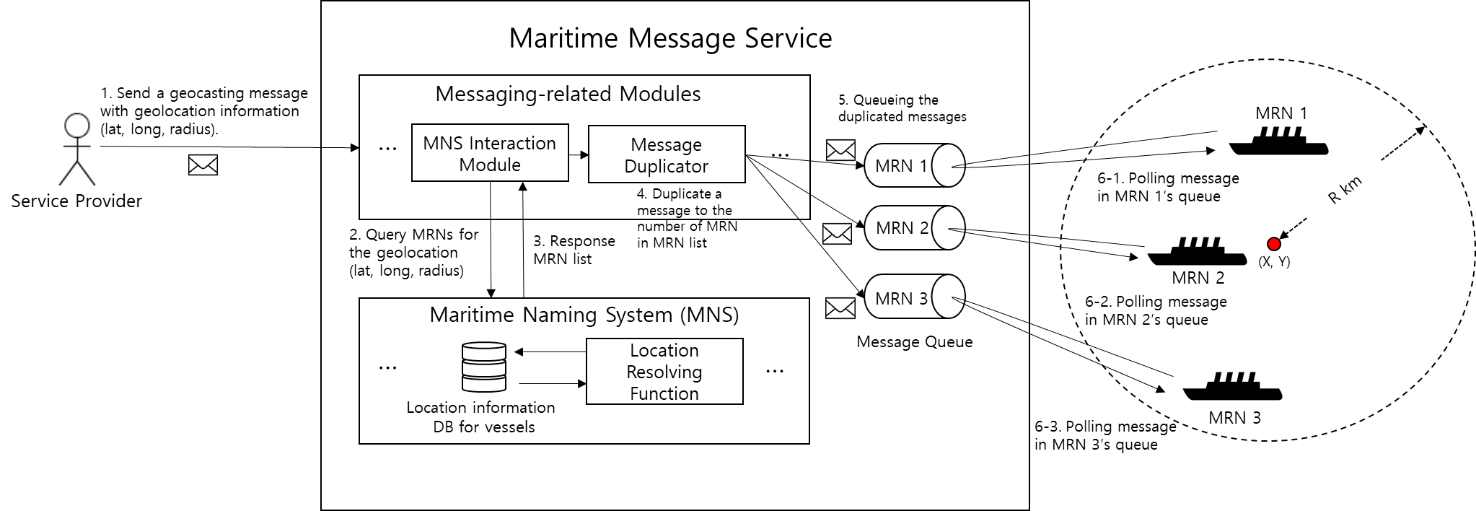 Maritime Message Service
1. Send a geocasting message
with geolocation information
(lat, long, radius).
Service Provider
Messaging-related Modules
...
MNS Interaction
Module
Message
Duplicator
...
4. Duplicate a
message to the
number of MRN
in MRN list
2. Query MRNs for
the geolocation
(lat, long, radius)
3. Response
MRN list
Maritime Naming System (MNS)
...
Location information
DB for vessels
Location
Resolving
Function
...
5. Queueing the
duplicated messages
MRN 1
MRN 2
MRN 3
Message Queue
MRN 1
6-1. Polling message
in MRN 1's queue
R km
(X, Y)
MRN 2
6-2. Polling message
in MRN 2's queue
MRN 3
6-3. Polling message
in MRN 3's queue